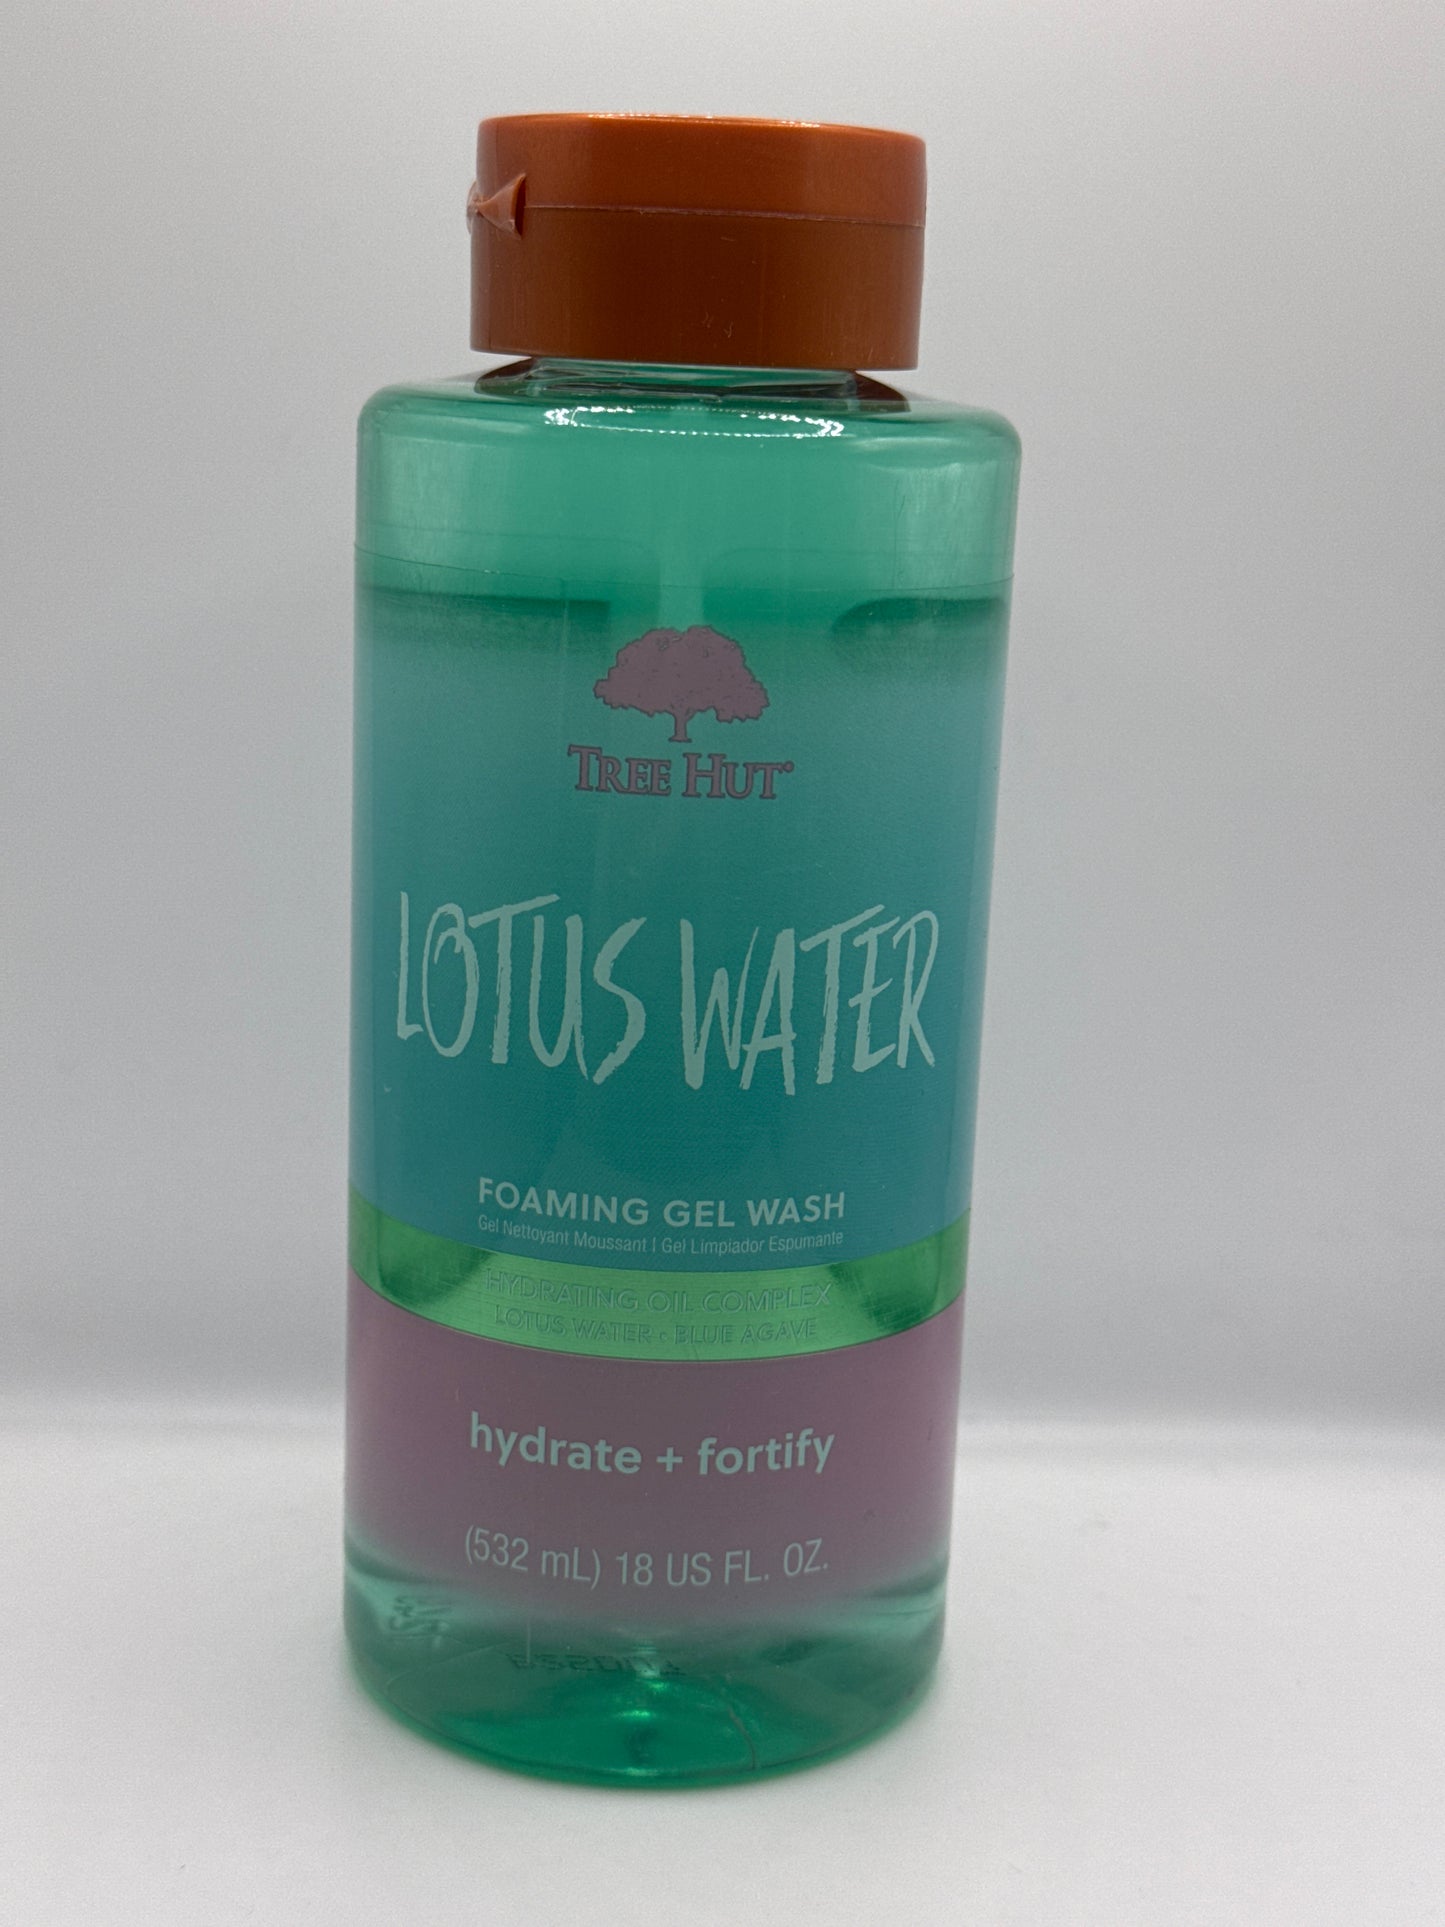 TREE HUT®
LOTUS WATER
FOAMING GEL WASH
Gel Nettoyant Moussant | Gel Limpiador Espumante
HYDRATING OIL COMPLEX
LOTUS WATER • BLUE AGAVE
hydrate + fortify
(532 mL) 18 US FL. OZ.